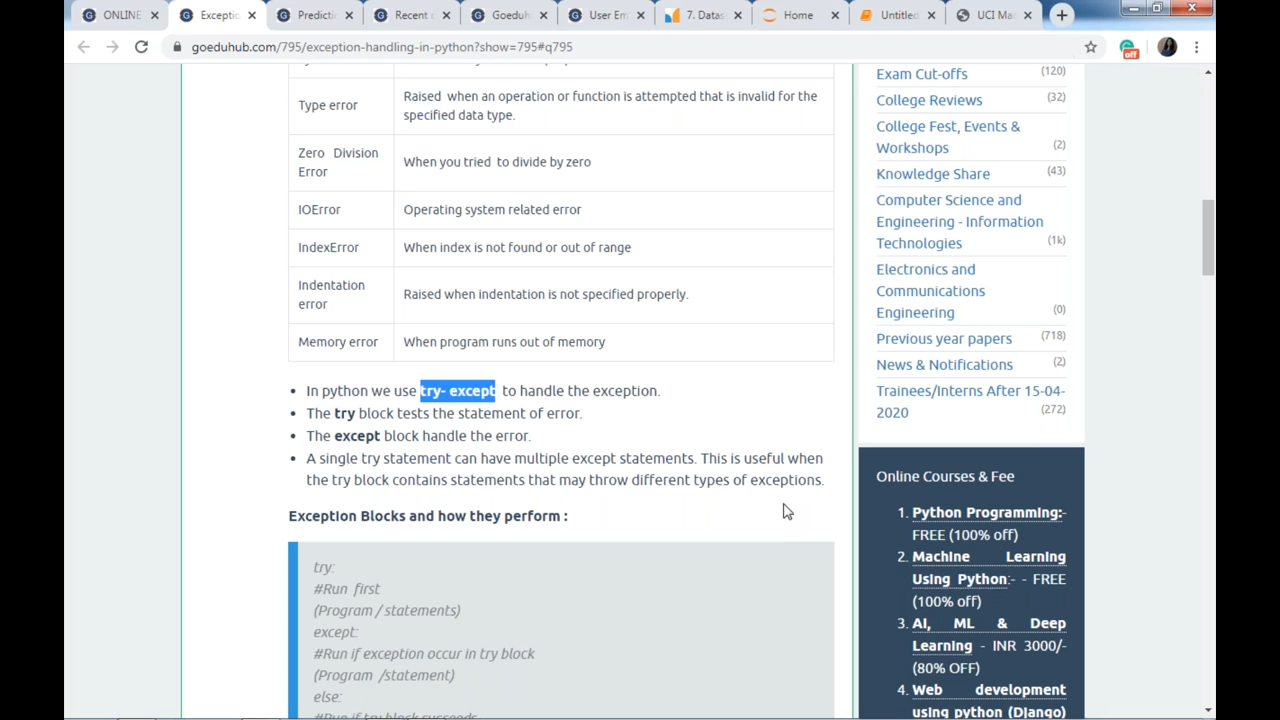 ONLINE
Exceptio
Predictin
Recent
Goeduh
User Em
7. Datas
Home
Untitled
UCI Mac
goeduhub.com/795/exception-handling-in-python?show=795#q795
off
Type error
Raised when an operation or function is attempted that is invalid for the
specified data type.
Zero Division
Error
When you tried to divide by zero
IOError
Operating system related error
IndexError
When index is not found or out of range
Indentation
error
Raised when indentation is not specified properly.
Memory error
When program runs out of memory
• In python we use try- except to handle the exception.
• The try block tests the statement of error.
• The except block handle the error.
• A single try statement can have multiple except statements. This is useful when
the try block contains statements that may throw different types of exceptions.
Exception Blocks and how they perform :
try:
#Run first
(Program / statements)
except:
#Run if exception occur in try block
(Program /statement)
else:
#Run if try block succeeds
Exam Cut-offs (120)
College Reviews (32)
College Fest, Events &
Workshops (2)
Knowledge Share (43)
Computer Science and
Engineering - Information
Technologies (1k)
Electronics and
Communications
Engineering (0)
Previous year papers (718)
News & Notifications (2)
Trainees/Interns After 15-04-
2020 (272)
Online Courses & Fee
1. Python Programming:-
FREE (100% off)
2. Machine Learning
Using Python:- - FREE
(100% off)
3. AI, ML & Deep
Learning - INR 3000/-
(80% OFF)
4. Web development
using python (Django)